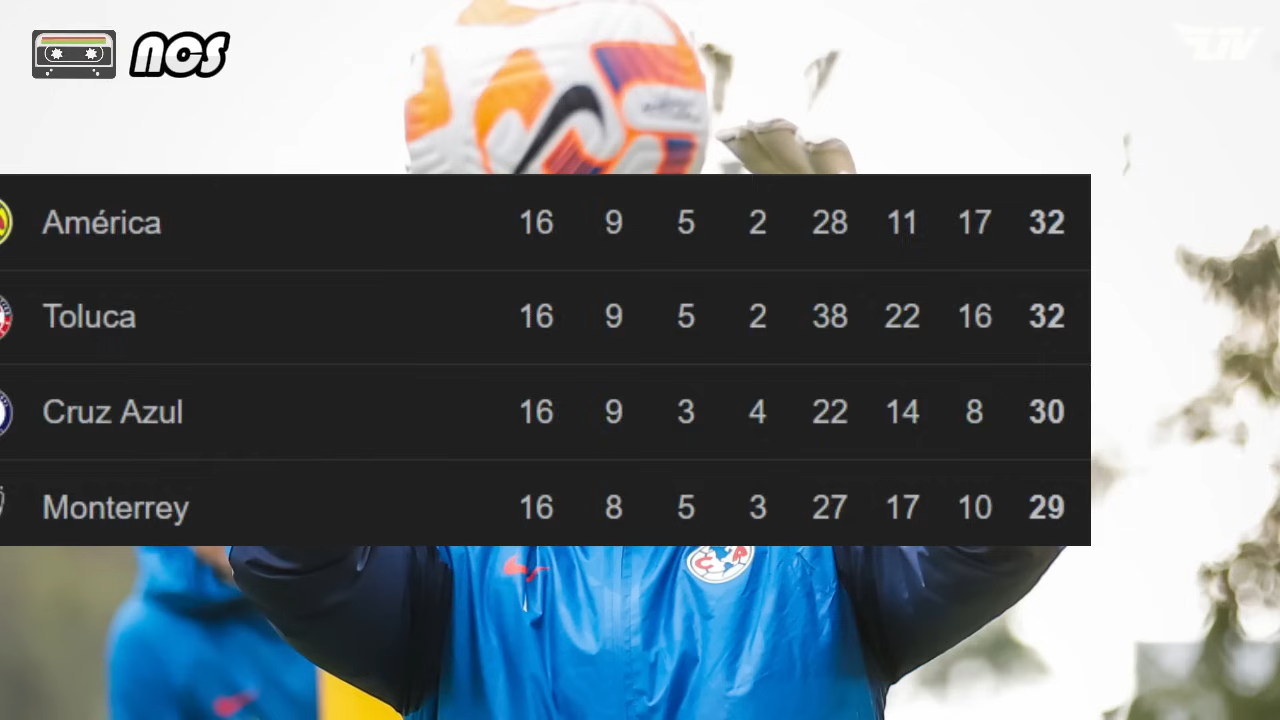 ncs
América 16 9 5 2 28 11 17 32
Toluca 16 9 5 2 38 22 16 32
Cruz Azul 16 9 3 4 22 14 8 30
Monterrey 16 8 5 3 27 17 10 29